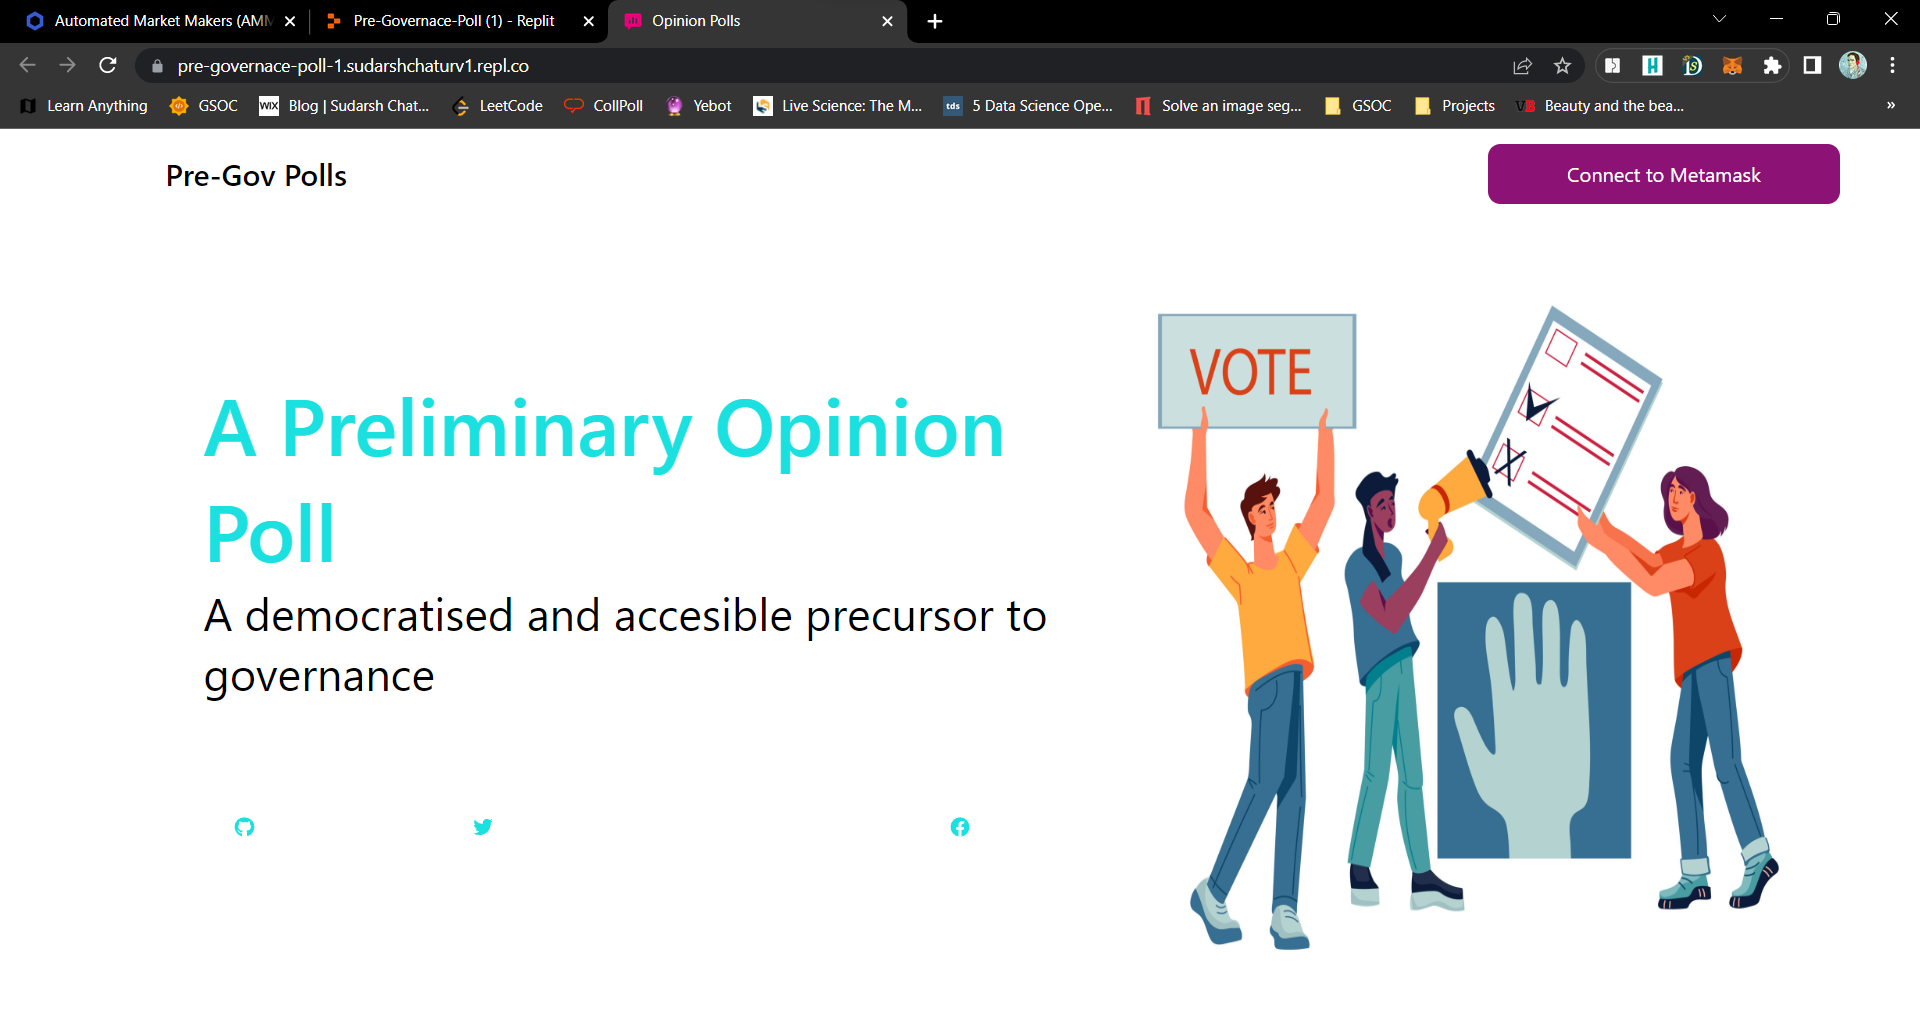 Automated Market Makers (AMM
Pre-Governace-Poll (1) - Replit
Opinion Polls
pre-governace-poll-1.sudarshchaturv1.repl.co
Learn Anything
GSOC
WIX
Blog | Sudarsh Chat...
LeetCode
CollPoll
Yebot
Live Science: The M...
tds
5 Data Science Ope...
Solve an image seg...
GSOC
Projects
VB
Beauty and the bea...
»
Pre-Gov Polls
Connect to Metamask
VOTE
A Preliminary Opinion
Poll
A democratised and accesible precursor to
governance